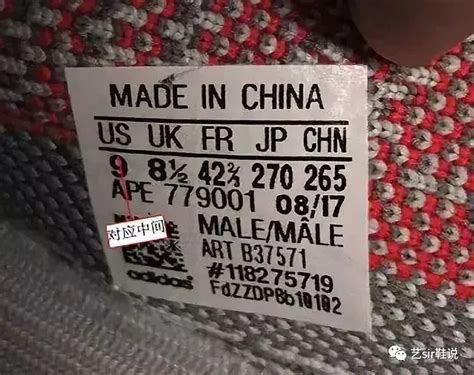 MADE IN CHINA
US UK FR JP CHN
9 8½ 42⅔ 270 265
APE 779001 08/17
对应中间
MALE/MÂLE
ART B37571
#118275719
adidas
FdZZDP8b10102
艺sir鞋说